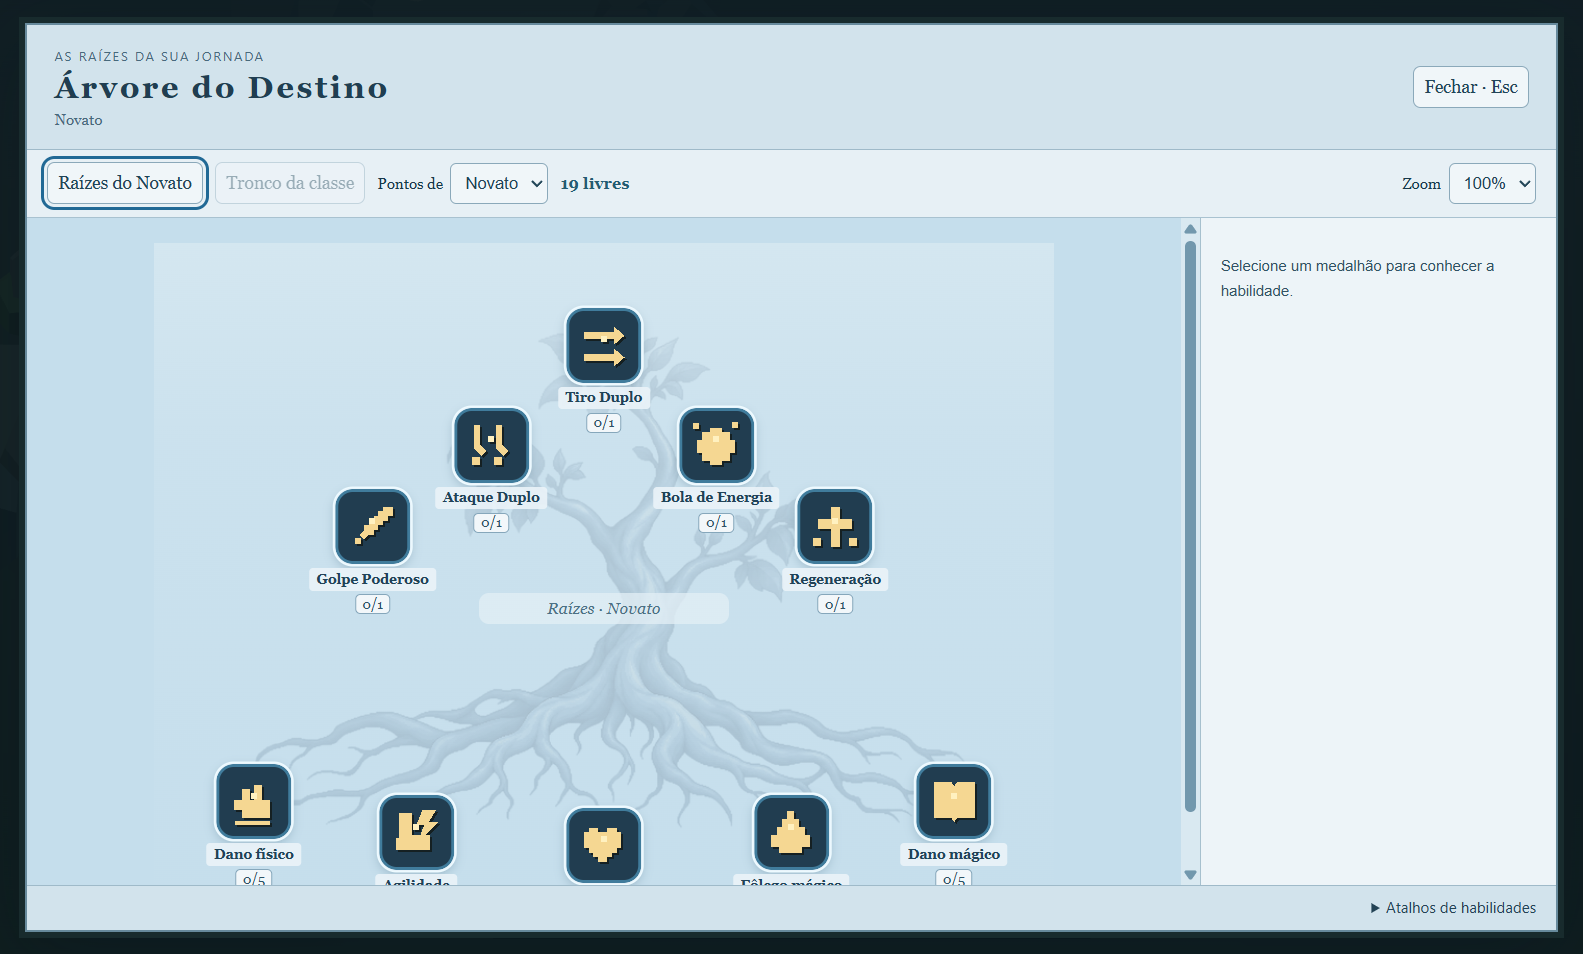 AS RAÍZES DA SUA JORNADA
Árvore do Destino
Novato
Fechar · Esc
Raízes do Novato
Tronco da classe
Pontos de
Novato
19 livres
Zoom
100%
Selecione um medalhão para conhecer a
habilidade.
Tiro Duplo
0/1
Ataque Duplo
0/1
Bola de Energia
0/1
Golpe Poderoso
0/1
Regeneração
0/1
Raízes · Novato
Dano físico
0/5
Agilidade
Fôlego mágico
Dano mágico
0/5
▶ Atalhos de habilidades